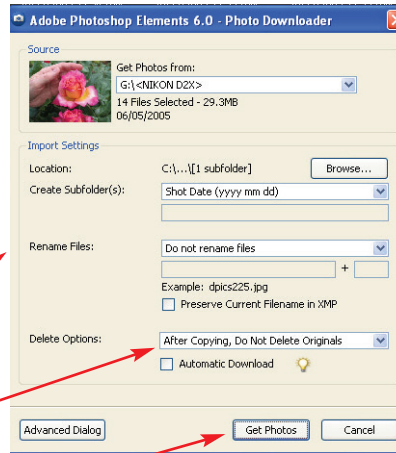 Adobe Photoshop Elements 6.0 - Photo Downloader
Source
Get Photos from:
G:\<NIKON D2X>
14 Files Selected - 29.3MB
06/05/2005
Import Settings
Location: C:\...\[1 subfolder] Browse...
Create Subfolder(s): Shot Date (yyyy mm dd)
Rename Files: Do not rename files
+
Example: dpics225.jpg
Preserve Current Filename in XMP
Delete Options: After Copying, Do Not Delete Originals
Automatic Download
Advanced Dialog Get Photos Cancel